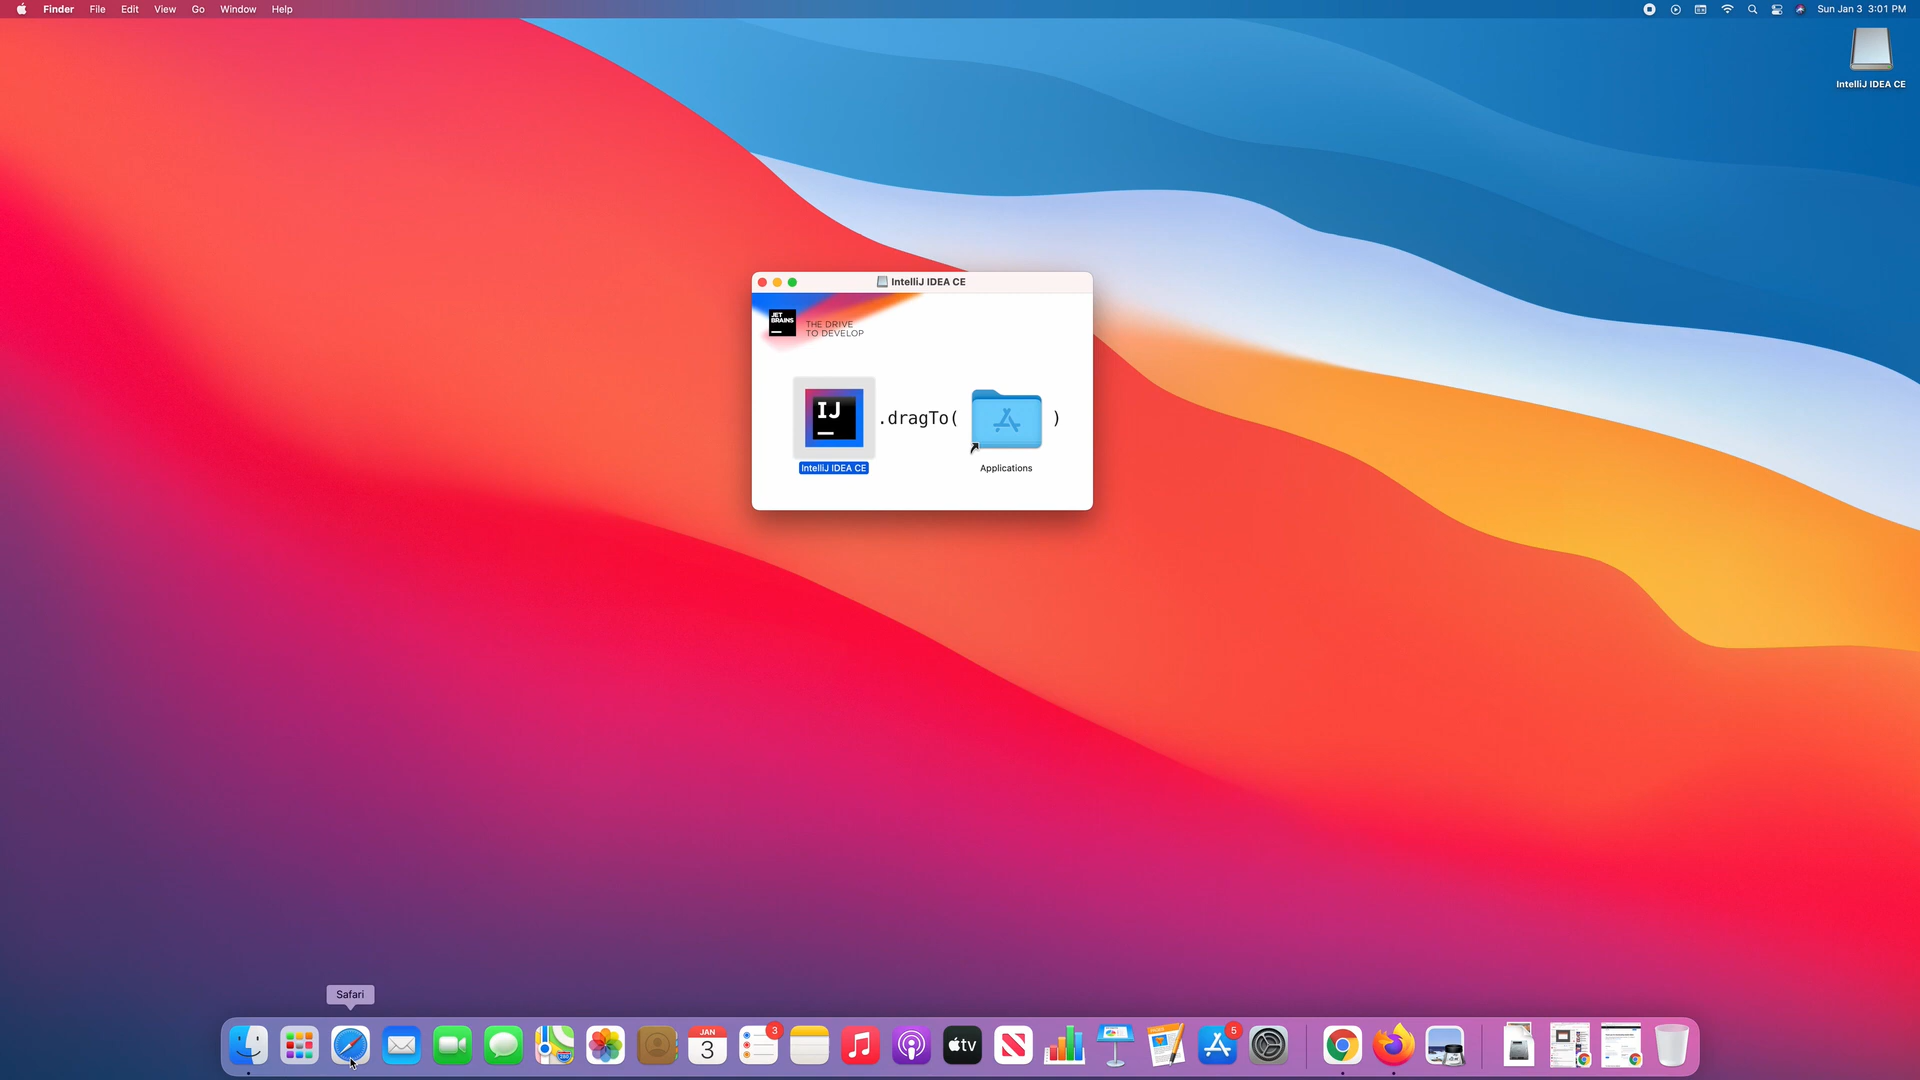 Finder File Edit View Go Window Help Sun Jan 3 3:01 PM
IntelliJ IDEA CE
IntelliJ IDEA CE
JET
BRAINS
THE DRIVE
TO DEVELOP
IJ
.dragTo( )
IntelliJ IDEA CE Applications
Safari
JAN
3
3
tv
5